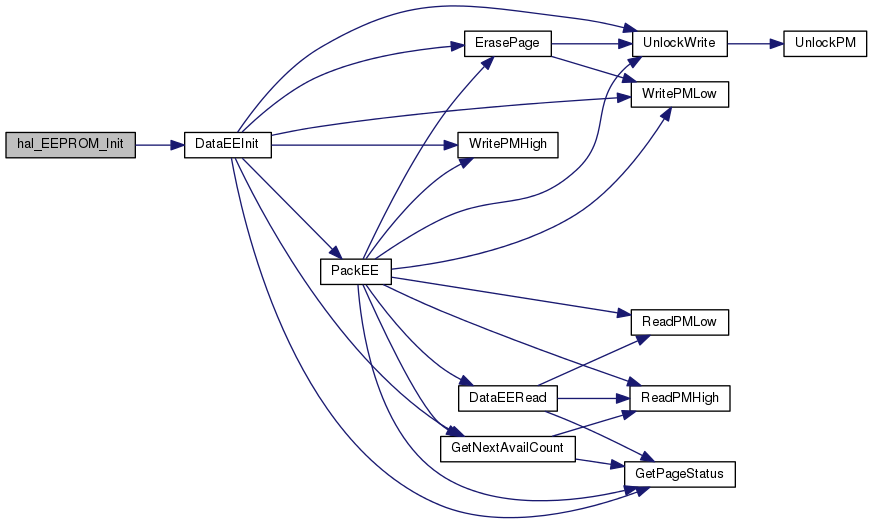 hal_EEPROM_Init
DataEEInit
ErasePage
UnlockWrite
UnlockPM
WritePMLow
WritePMHigh
PackEE
ReadPMLow
DataEERead
ReadPMHigh
GetNextAvailCount
GetPageStatus